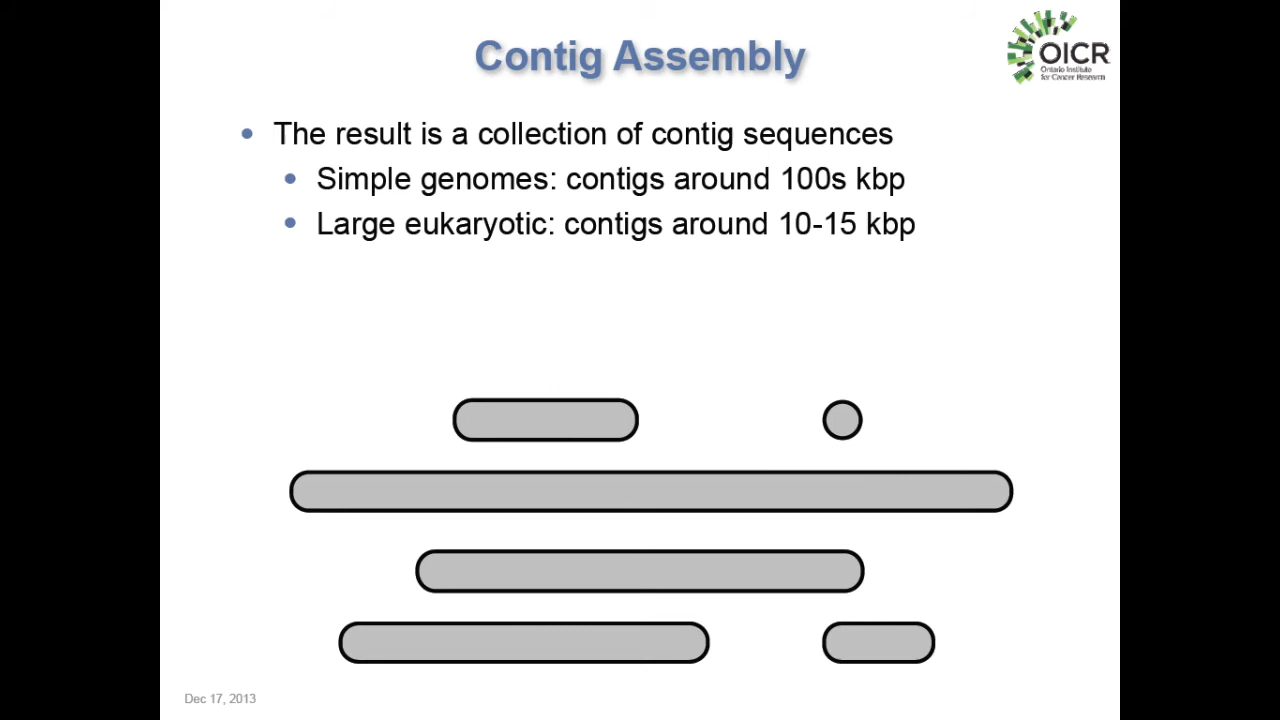 Contig Assembly
OICR
Ontario Institute
for Cancer Research
• The result is a collection of contig sequences
• Simple genomes: contigs around 100s kbp
• Large eukaryotic: contigs around 10-15 kbp
Dec 17, 2013